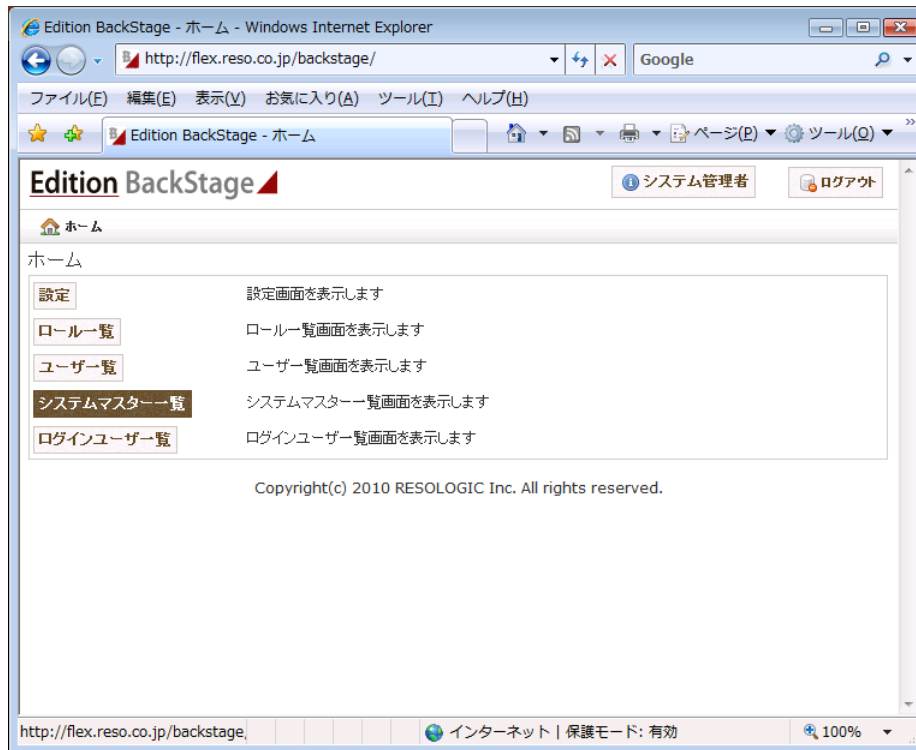 Edition BackStage - ホーム - Windows Internet Explorer
http://flex.reso.co.jp/backstage/ Google
ファイル(F) 編集(E) 表示(V) お気に入り(A) ツール(T) ヘルプ(H)
Edition BackStage - ホーム ページ(P) ツール(O) »
Edition BackStage システム管理者 ログアウト
ホーム
ホーム
設定 設定画面を表示します
ロール一覧 ロール一覧画面を表示します
ユーザ一覧 ユーザ一覧画面を表示します
システムマスター一覧 システムマスター一覧画面を表示します
ログインユーザ一覧 ログインユーザ一覧画面を表示します
Copyright(c) 2010 RESOLOGIC Inc. All rights reserved.
http://flex.reso.co.jp/backstage, インターネット | 保護モード: 有効 100%